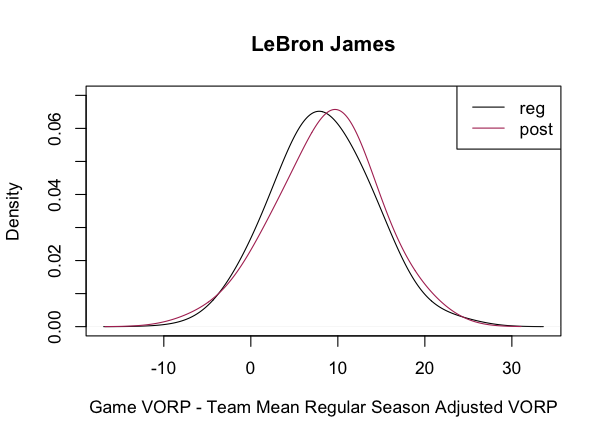 LeBron James
reg
post
Density
0.06
0.04
0.02
0.00
-10 0 10 20 30
Game VORP - Team Mean Regular Season Adjusted VORP